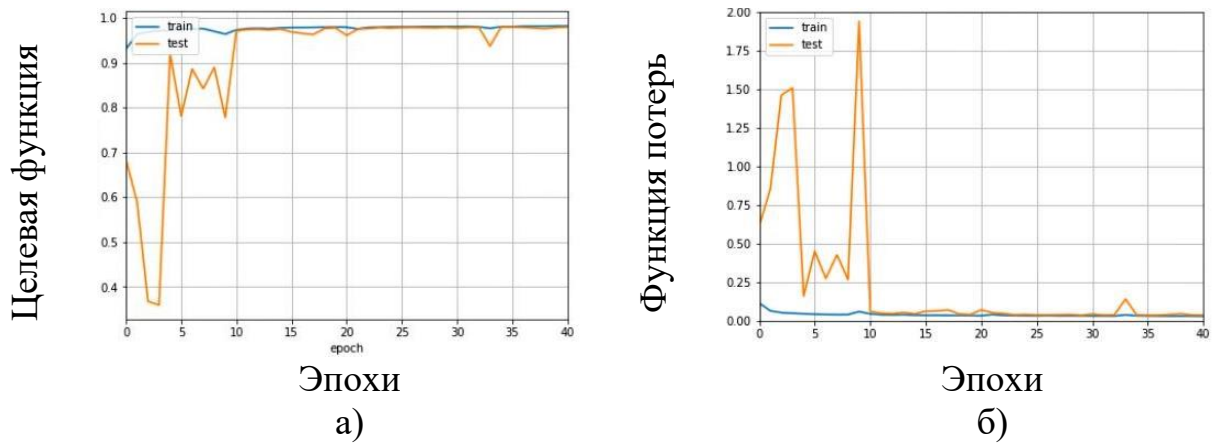 Целевая функция
1.0
0.9
0.8
0.7
0.6
0.5
0.4
train
test
0 5 10 15 20 25 30 35 40
epoch
Эпохи
а)
Функция потерь
2.00
1.75
1.50
1.25
1.00
0.75
0.50
0.25
0.00
train
test
0 5 10 15 20 25 30 35 40
Эпохи
б)